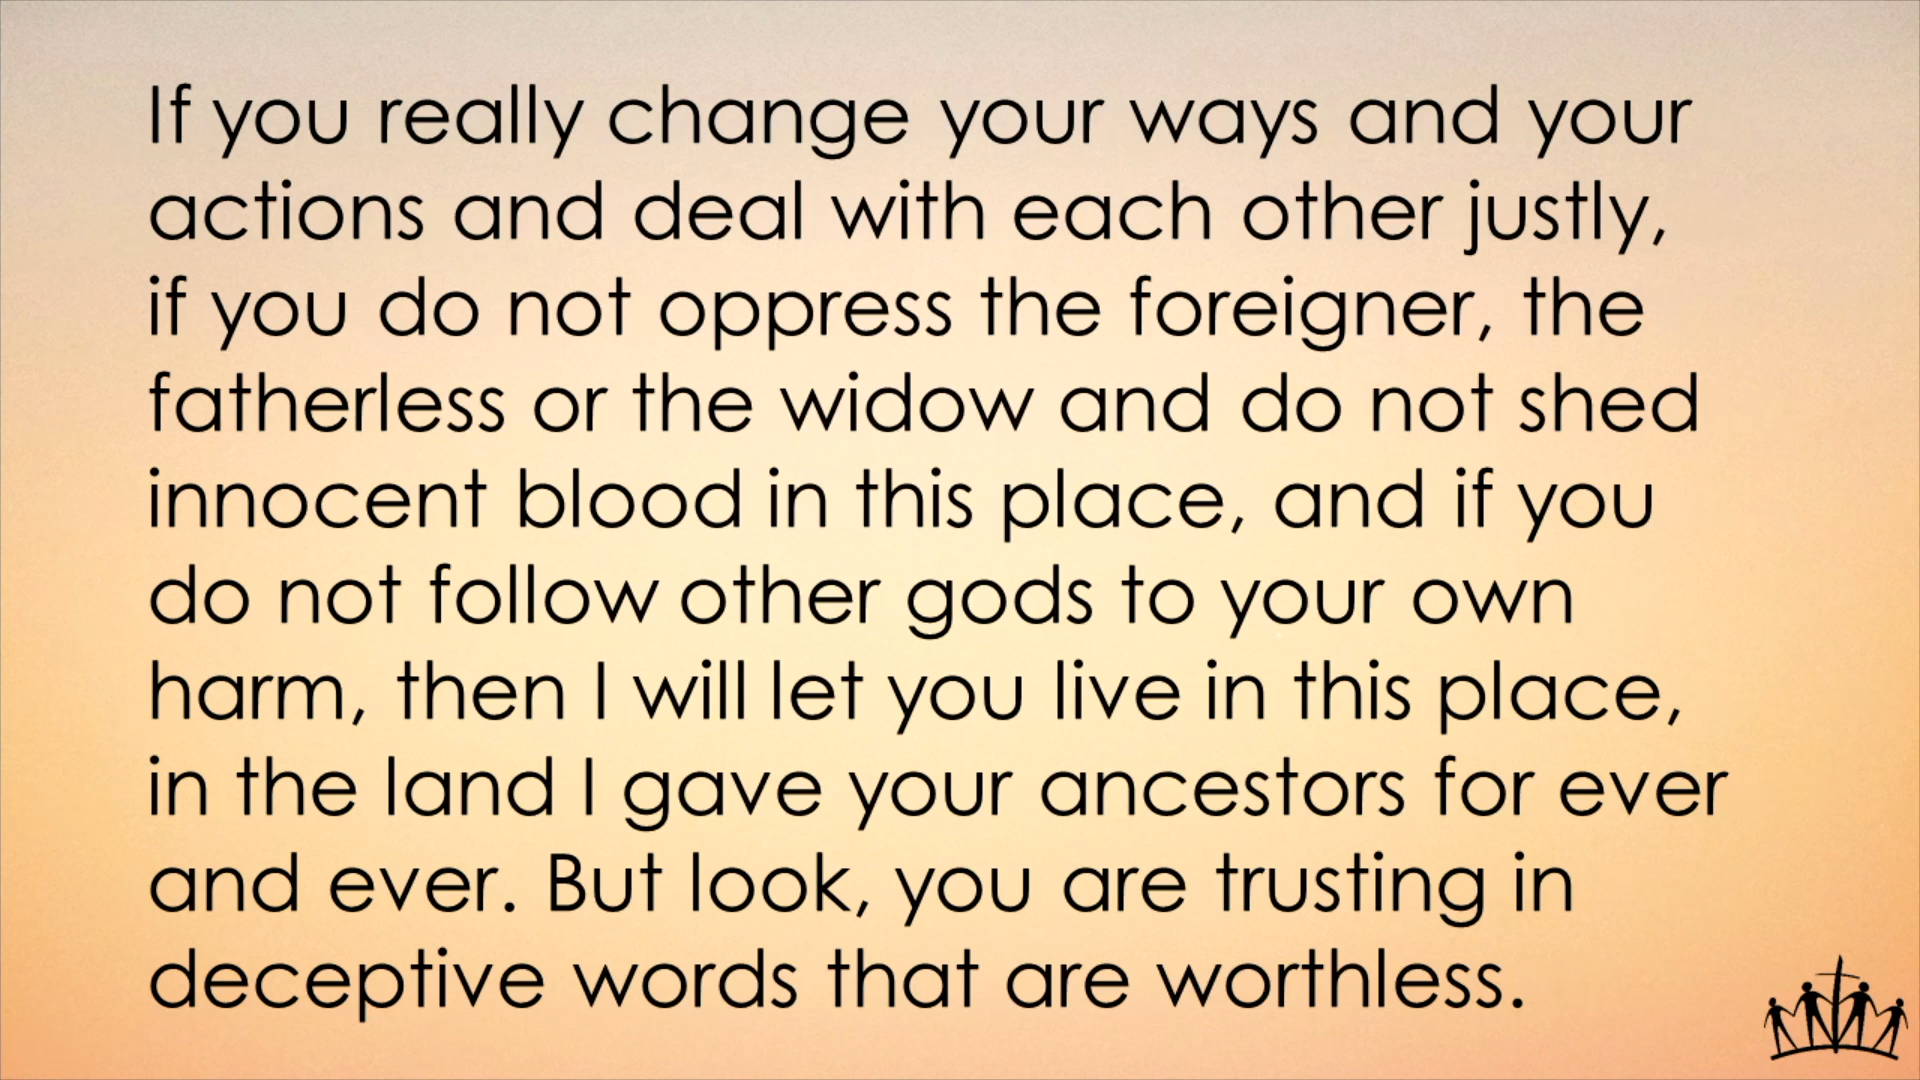 If you really change your ways and your
actions and deal with each other justly,
if you do not oppress the foreigner, the
fatherless or the widow and do not shed
innocent blood in this place, and if you
do not follow other gods to your own
harm, then I will let you live in this place,
in the land I gave your ancestors for ever
and ever. But look, you are trusting in
deceptive words that are worthless.